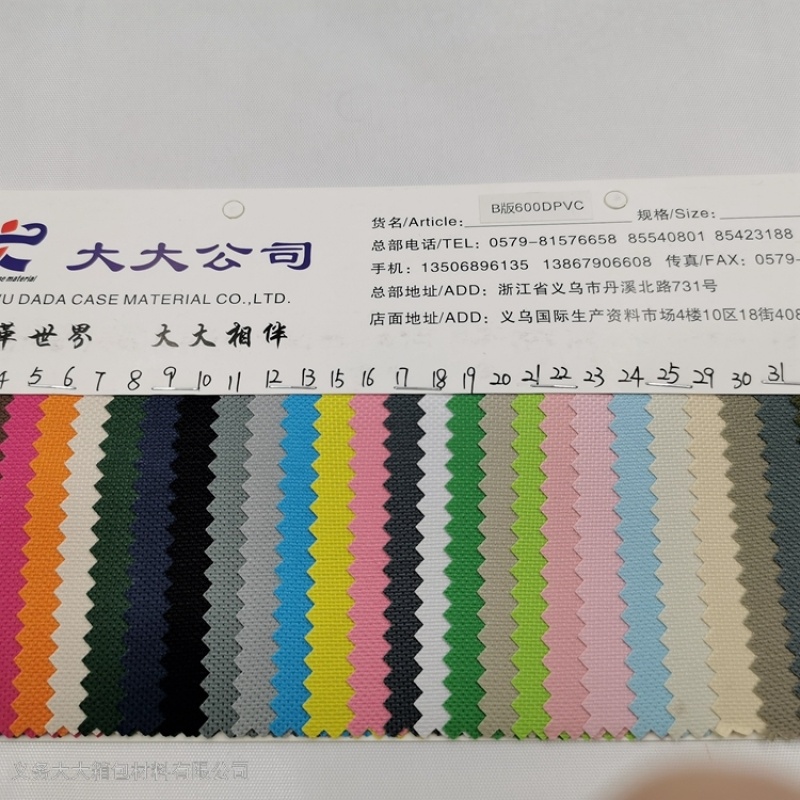 B版600DPVC
货名/Article: 规格/Size:
总部电话/TEL: 0579-81576658 85540801 85423188
手机: 13506896135 13867906608 传真/FAX: 0579-
总部地址/ADD: 浙江省义乌市丹溪北路731号
店面地址/ADD: 义乌国际生产资料市场4楼10区18街408
大大公司
case material
U DADA CASE MATERIAL CO.,LTD.
革世界 大大相伴
4 5 6 7 8 9 10 11 12 13 15 16 17 18 19 20 21 22 23 24 25 29 30 31
义乌大大箱包材料有限公司